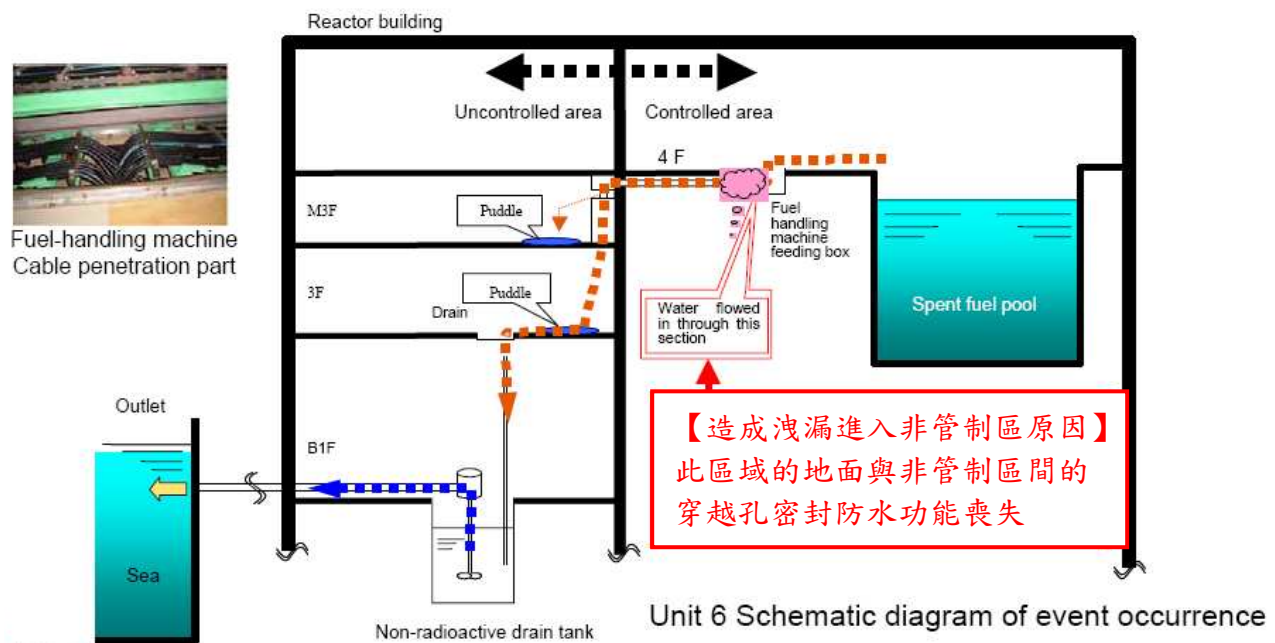 Reactor building
Uncontrolled area
Controlled area
4 F
Fuel-handling machine
Cable penetration part
M3F
Puddle
Fuel
handling
machine
feeding box
3F
Puddle
Drain
Water flowed
in through this
section
Spent fuel pool
【造成洩漏進入非管制區原因】
此區域的地面與非管制區間的
穿越孔密封防水功能喪失
Outlet
B1F
Sea
Non-radioactive drain tank
Unit 6 Schematic diagram of event occurrence